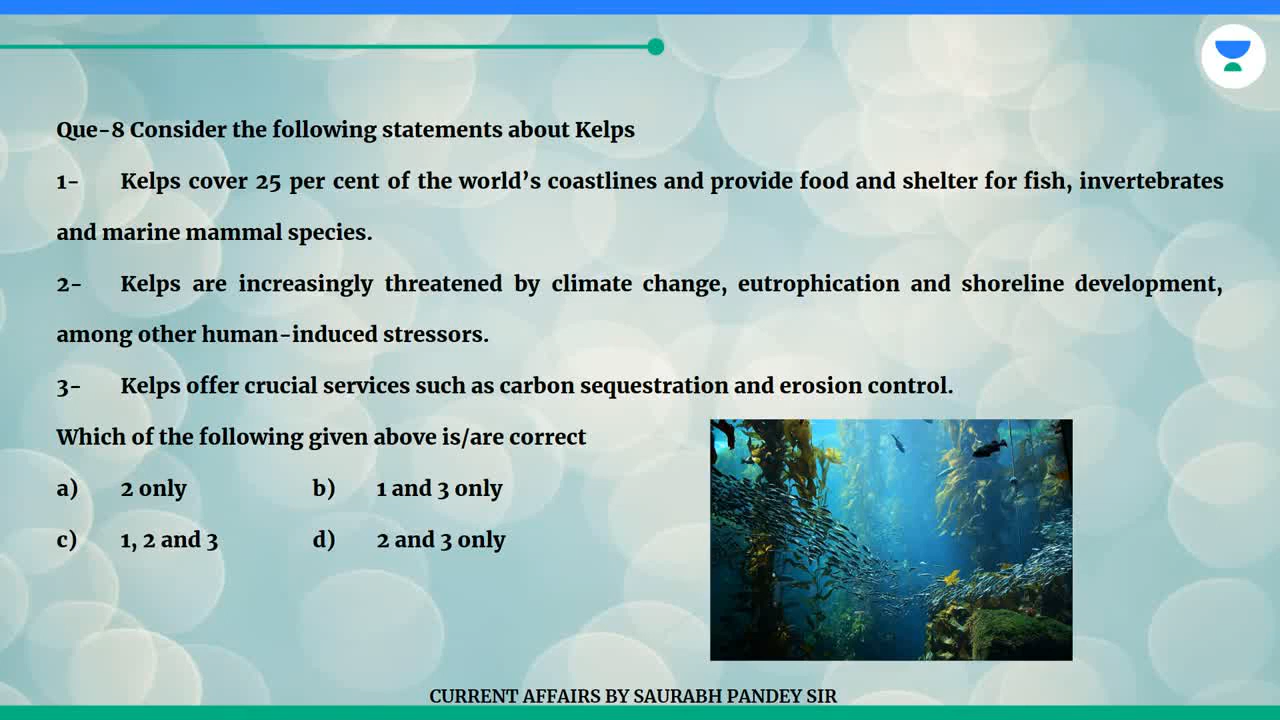 Que-8 Consider the following statements about Kelps
1- Kelps cover 25 per cent of the world’s coastlines and provide food and shelter for fish, invertebrates
and marine mammal species.
2- Kelps are increasingly threatened by climate change, eutrophication and shoreline development,
among other human-induced stressors.
3- Kelps offer crucial services such as carbon sequestration and erosion control.
Which of the following given above is/are correct
a) 2 only b) 1 and 3 only
c) 1, 2 and 3 d) 2 and 3 only
CURRENT AFFAIRS BY SAURABH PANDEY SIR